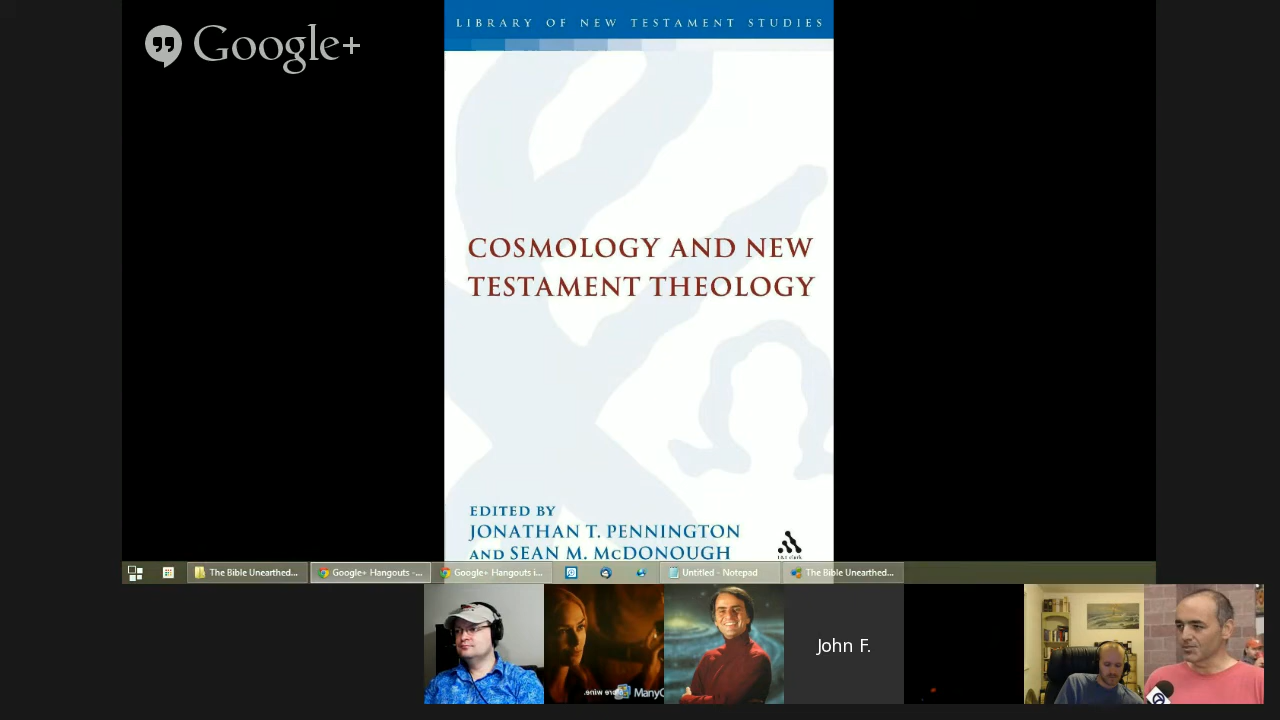 Google+
LIBRARY OF NEW TESTAMENT STUDIES
COSMOLOGY AND NEW
TESTAMENT THEOLOGY
EDITED BY
JONATHAN T. PENNINGTON
AND SEAN M. McDONOUGH
t&t clark
The Bible Unearthed...
Google+ Hangouts -...
Google+ Hangouts i...
Untitled - Notepad
The Bible Unearthed...
John F.